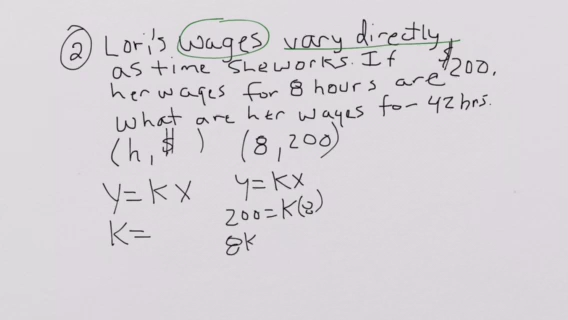 ② Lori's wages vary directly
as time she works. If
her wages for 8 hours are $200.
What are her wages for 42 hrs.
(h, $) (8, 200)
y = kx y = kx
k = 200 = k(8)
8k